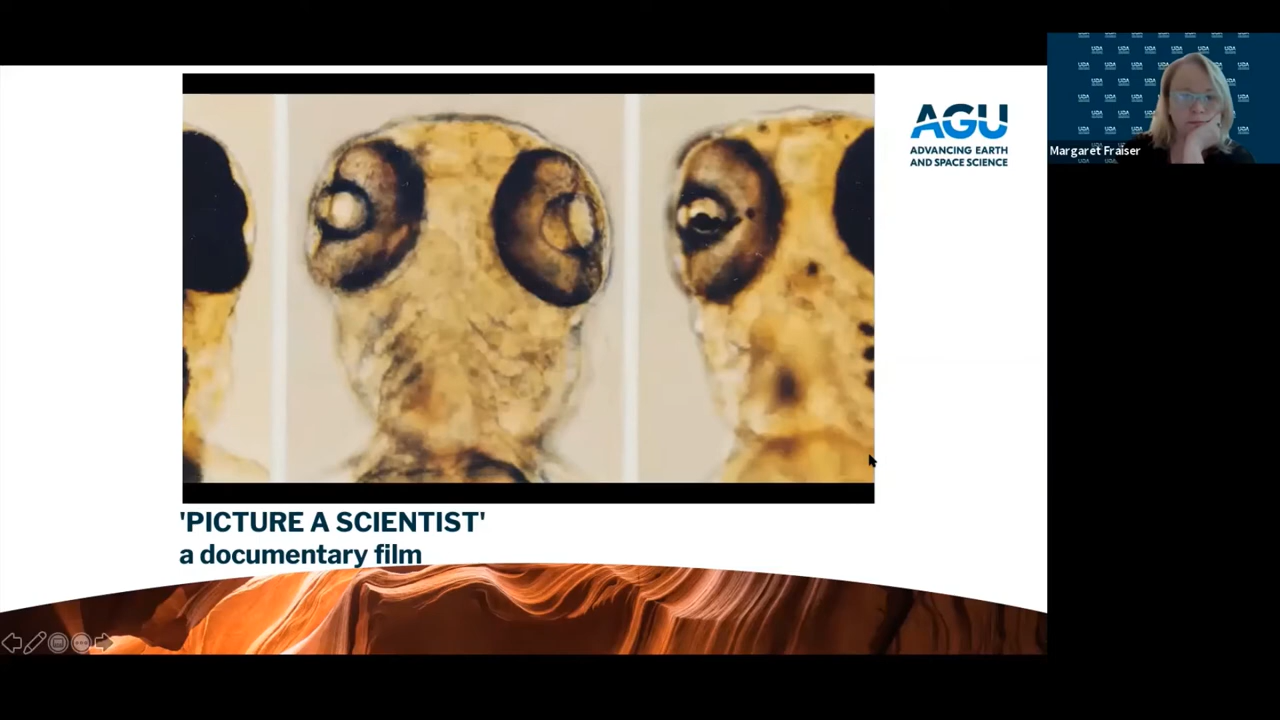 AGU
ADVANCING EARTH
AND SPACE SCIENCE
Margaret Fraiser
'PICTURE A SCIENTIST'
a documentary film